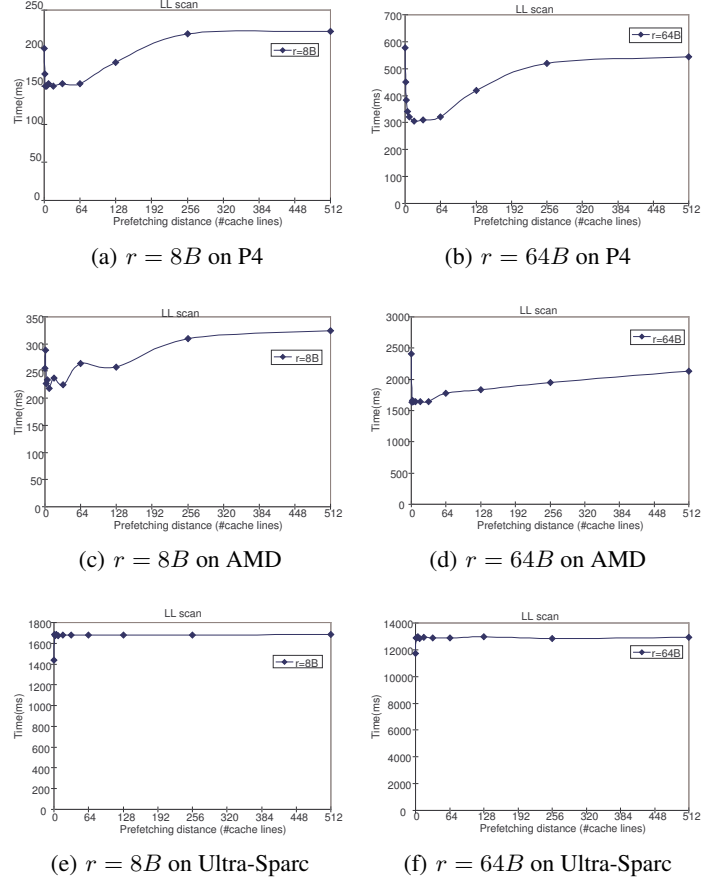 LL scan
250
200
150
100
50
0
Time(ms)
r=8B
0 64 128 192 256 320 384 448 512
Prefetching distance (#cache lines)
(a) r = 8B on P4
LL scan
700
600
500
400
300
200
100
0
Time(ms)
r=64B
0 64 128 192 256 320 384 448 512
Prefetching distance (#cache lines)
(b) r = 64B on P4
LL scan
350
300
250
200
150
100
50
0
Time(ms)
r=8B
0 64 128 192 256 320 384 448 512
Prefetching distance (#cache lines)
(c) r = 8B on AMD
LL scan
3000
2500
2000
1500
1000
500
0
Time(ms)
r=64B
0 64 128 192 256 320 384 448 512
Prefetching distance (#cache lines)
(d) r = 64B on AMD
LL scan
1800
1600
1400
1200
1000
800
600
400
200
0
Time(ms)
r=8B
0 64 128 192 256 320 384 448 512
Prefetching distance (#cache lines)
(e) r = 8B on Ultra-Sparc
LL scan
14000
12000
10000
8000
6000
4000
2000
0
Time(ms)
r=64B
0 64 128 192 256 320 384 448 512
Prefetching distance (#cache lines)
(f) r = 64B on Ultra-Sparc